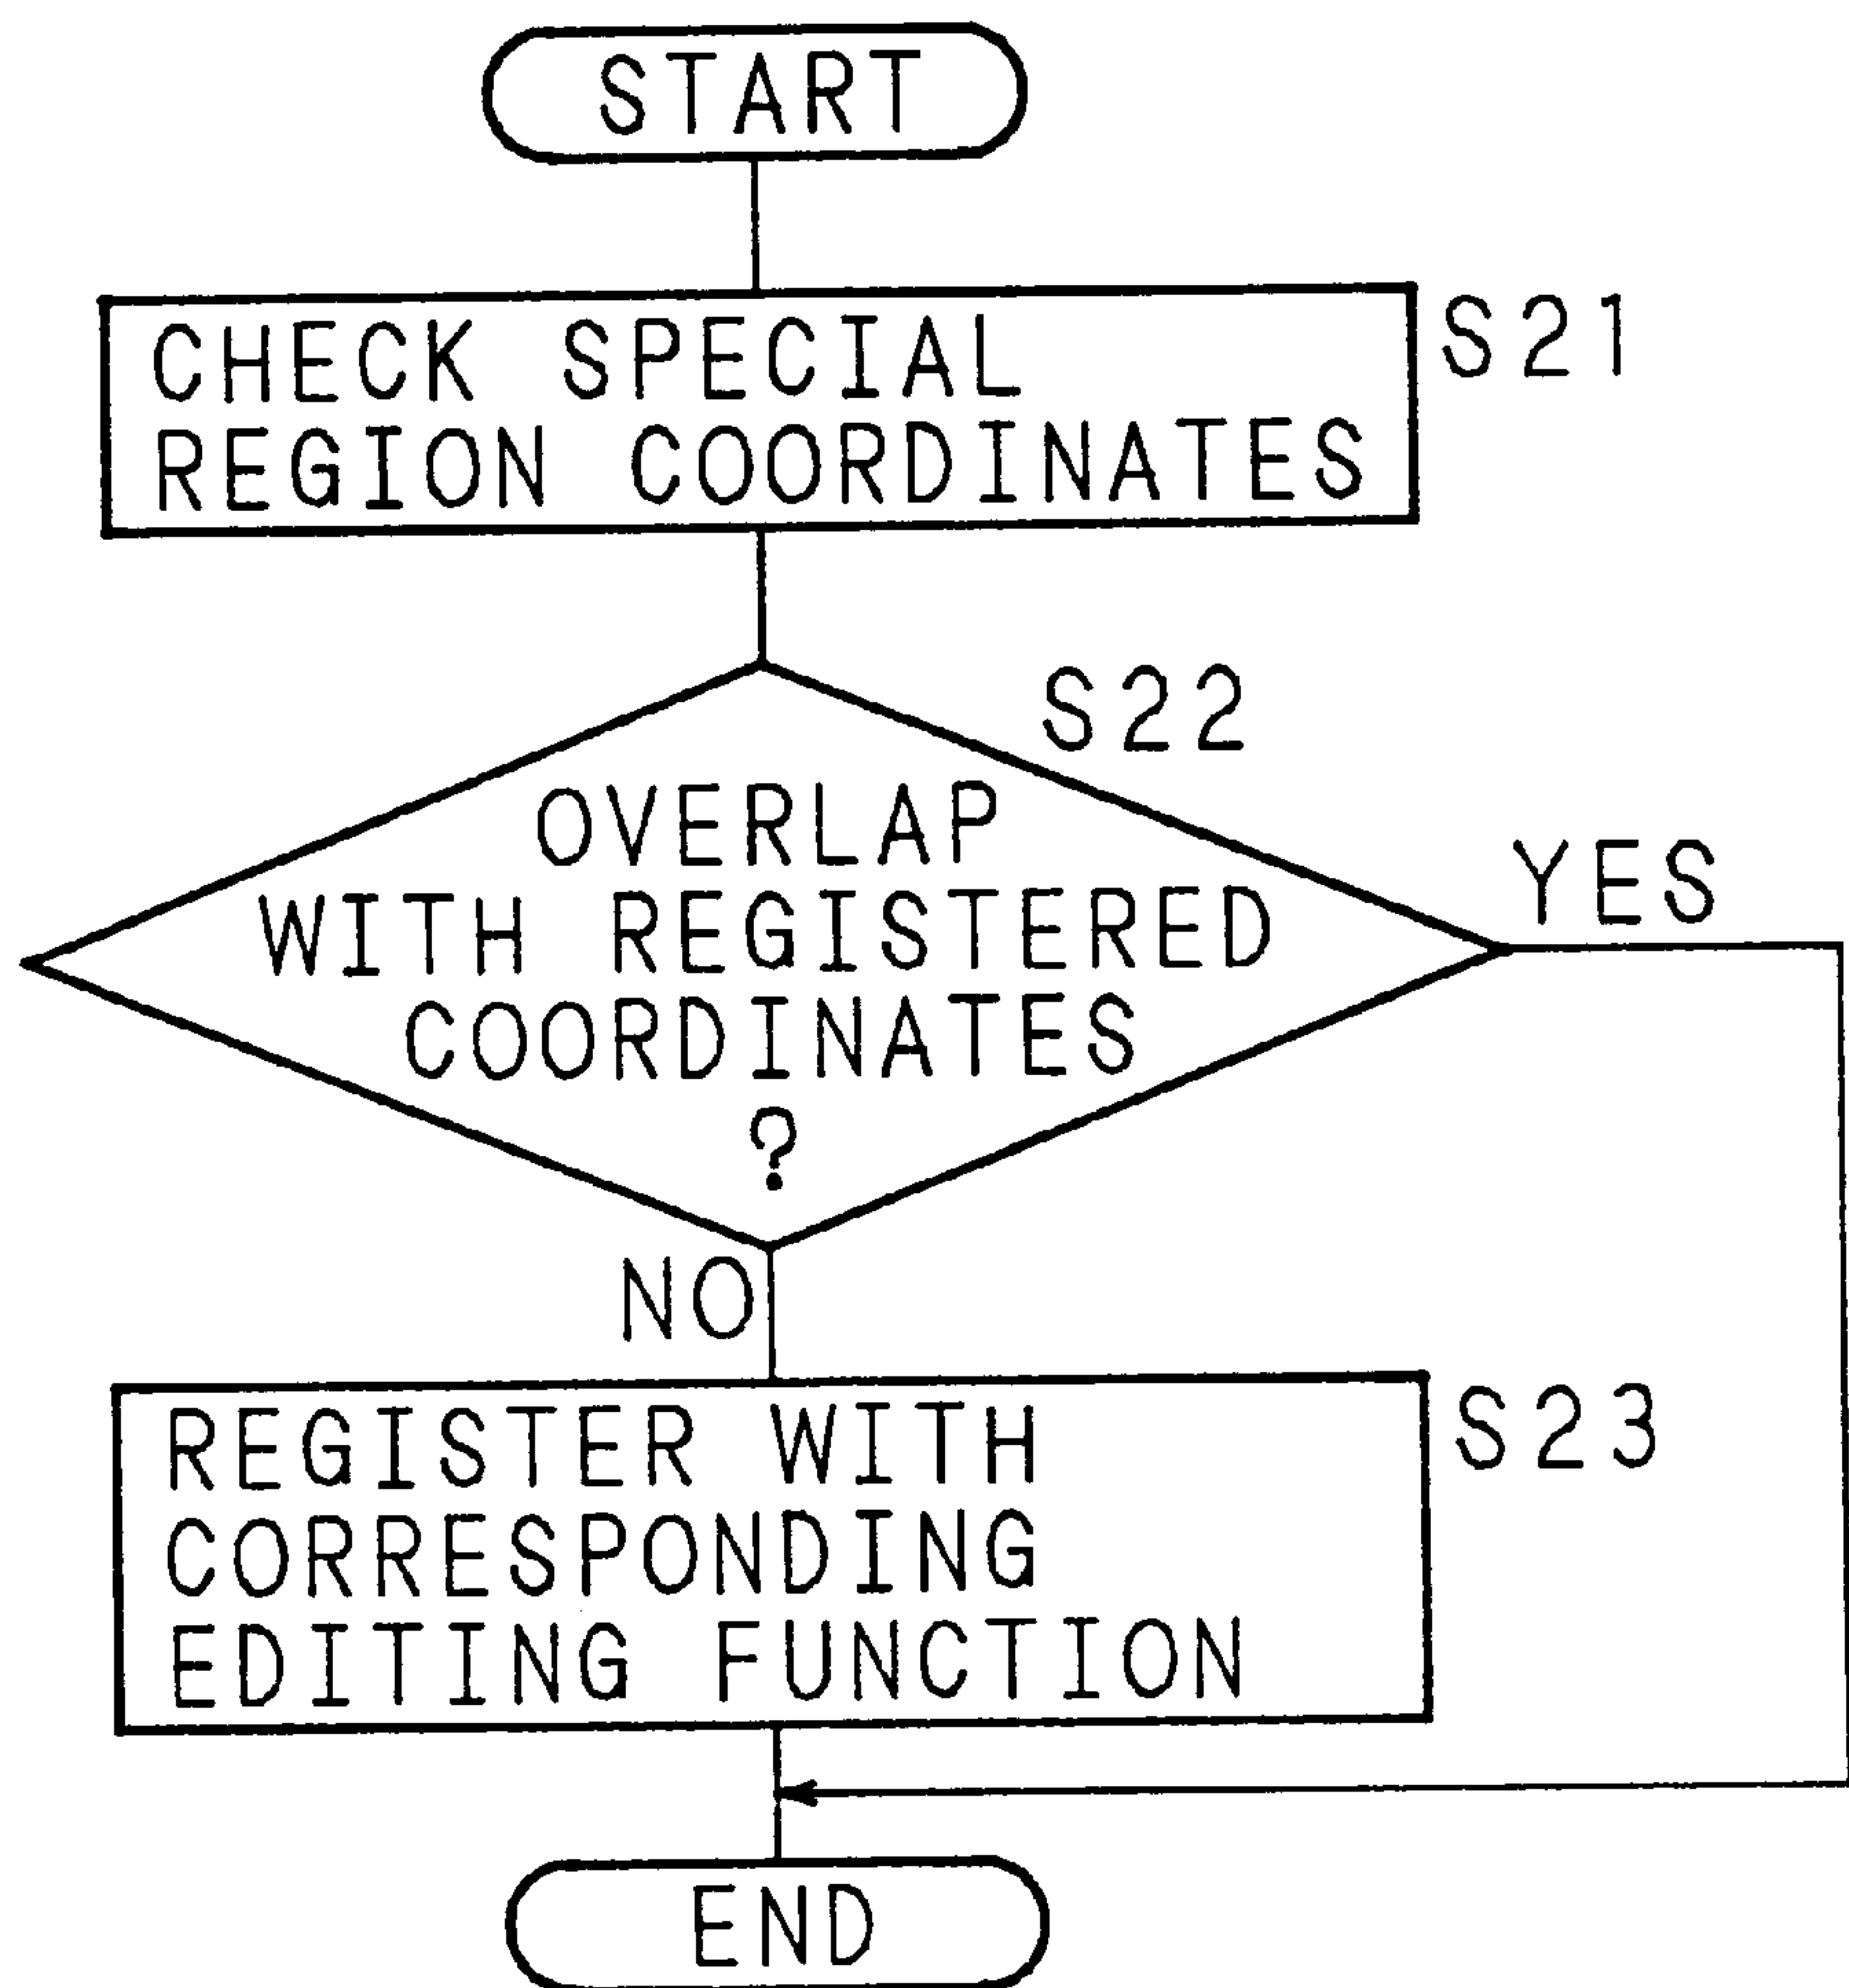 START
CHECK SPECIAL
REGION COORDINATES
S21
S22
OVERLAP
WITH REGISTERED
COORDINATES
?
YES
NO
REGISTER WITH
CORRESPONDING
EDITING FUNCTION
S23
END